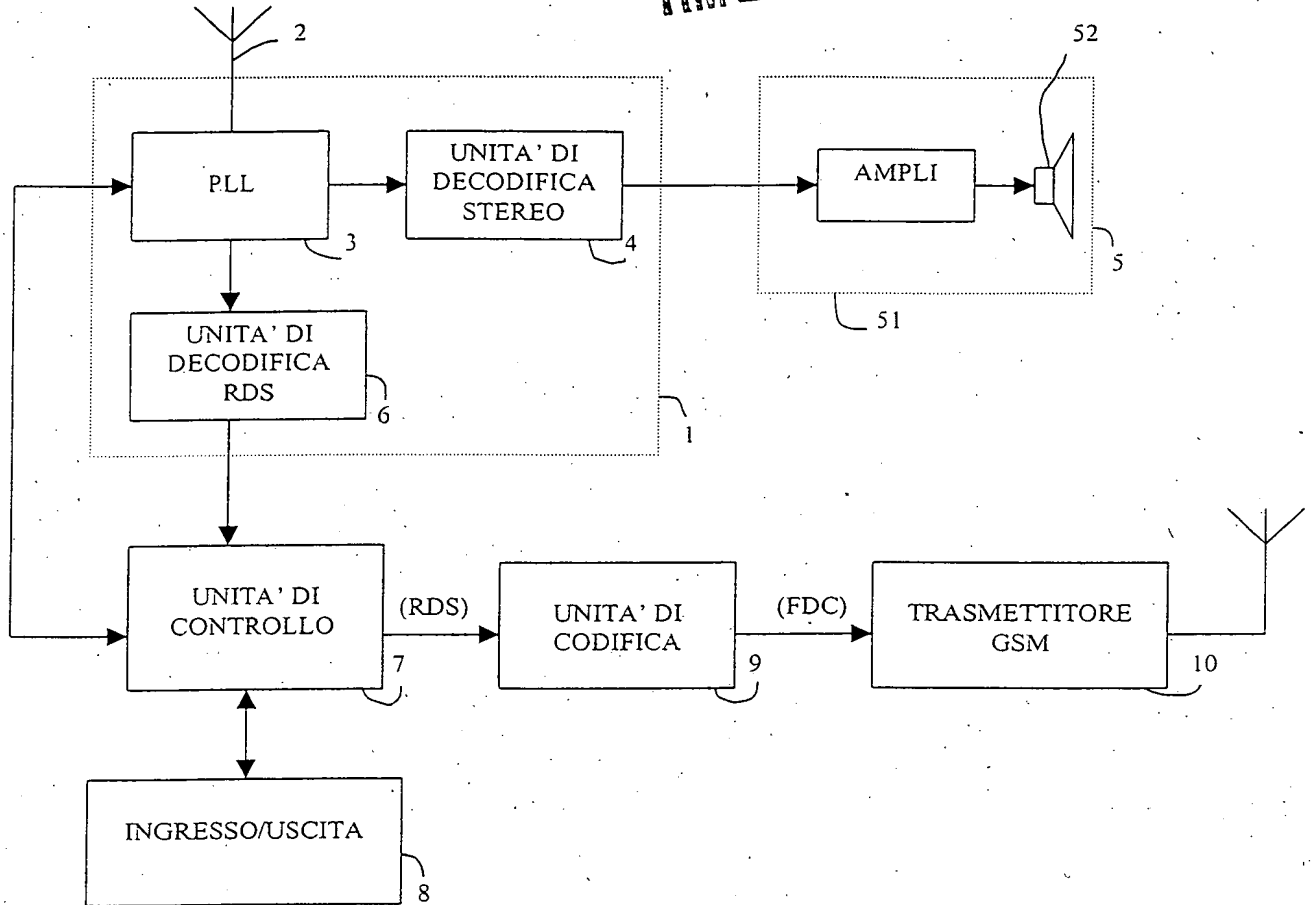 2
52
PLL
3
UNITA' DI
DECODIFICA
STEREO
4
AMPLI
5
51
UNITA' DI
DECODIFICA
RDS
6
1
UNITA' DI
CONTROLLO
7
(RDS)
UNITA' DI
CODIFICA
9
(FDC)
TRASMETTITORE
GSM
10
INGRESSO/USCITA
8